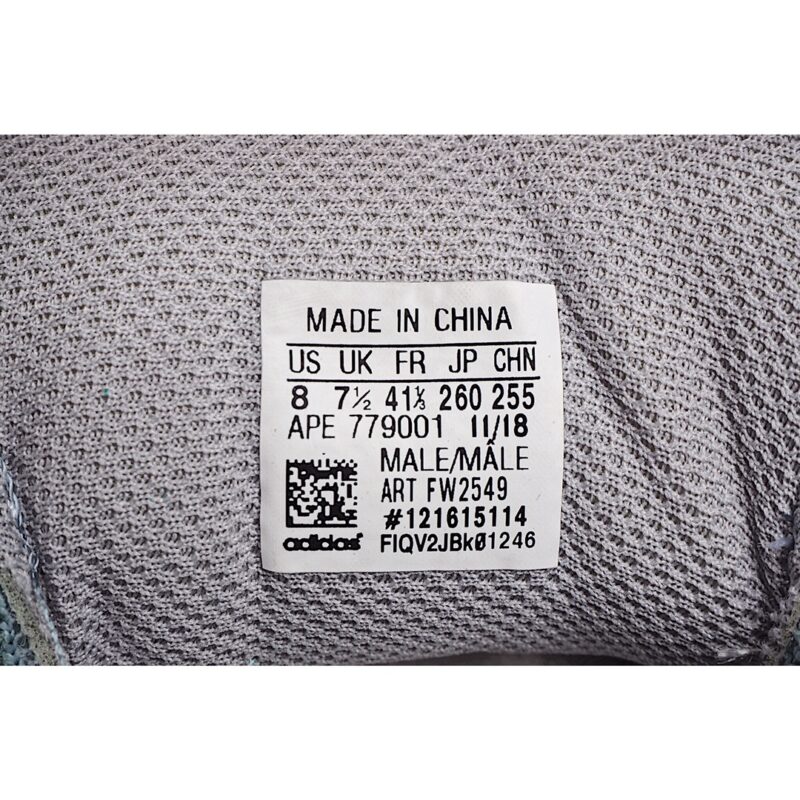 MADE IN CHINA
US UK FR JP CHN
8 7½ 41⅓ 260 255
APE 779001 11/18
MALE/MÂLE
ART FW2549
#121615114
adidas FIQV2JBk01246